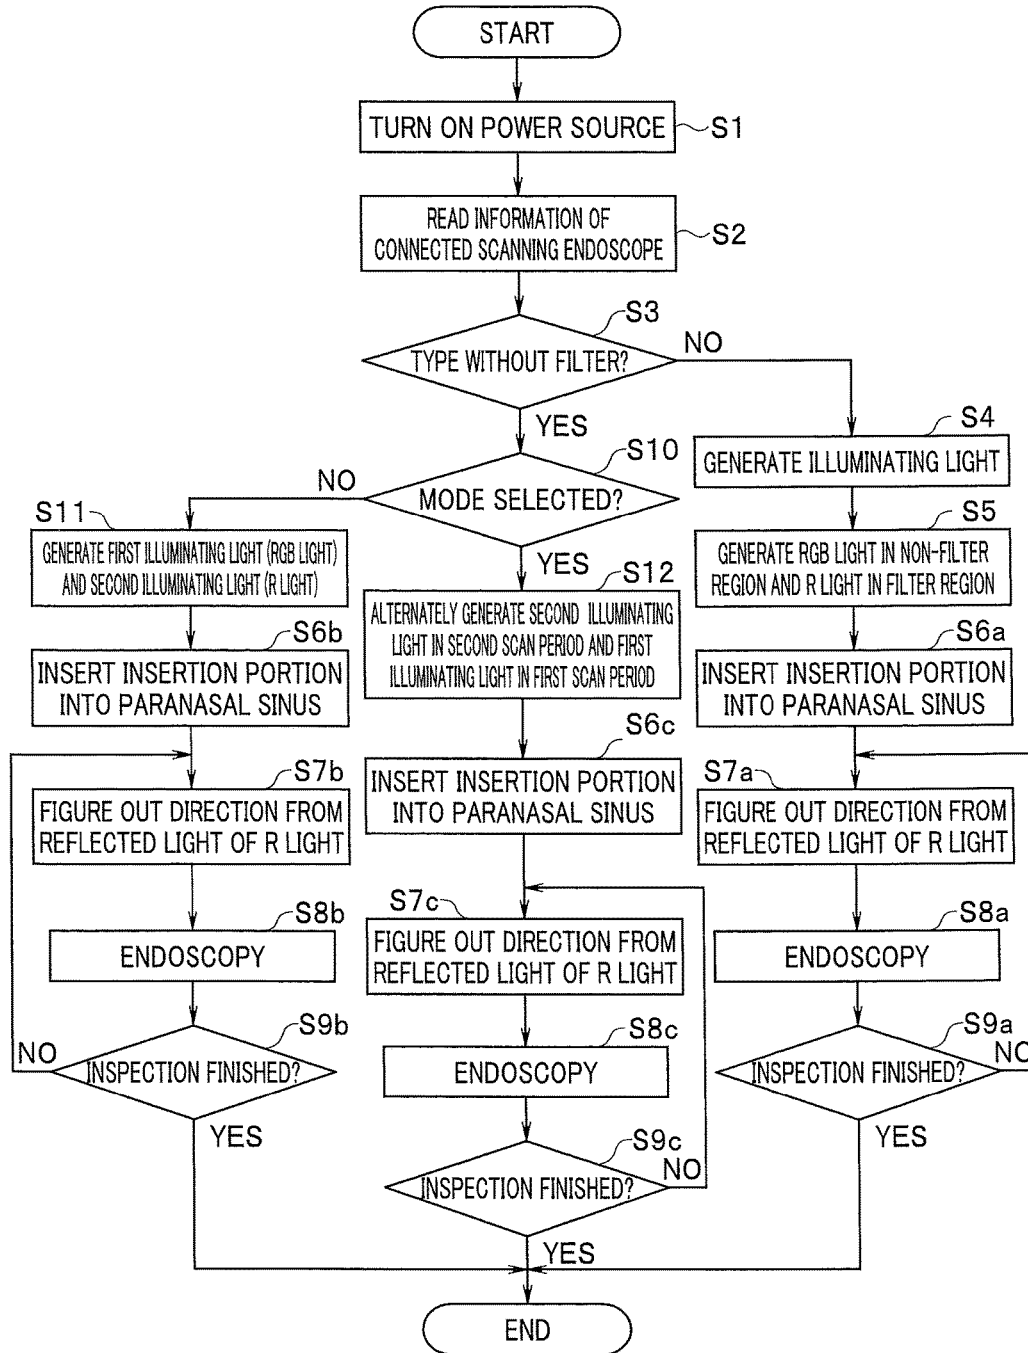 START
TURN ON POWER SOURCE
S1
READ INFORMATION OF
CONNECTED SCANNING ENDOSCOPE
S2
S3
TYPE WITHOUT FILTER?
NO
YES
S4
GENERATE ILLUMINATING LIGHT
S10
MODE SELECTED?
NO
YES
S11
GENERATE FIRST ILLUMINATING LIGHT (RGB LIGHT)
AND SECOND ILLUMINATING LIGHT (R LIGHT)
S12
ALTERNATELY GENERATE SECOND ILLUMINATING
LIGHT IN SECOND SCAN PERIOD AND FIRST
ILLUMINATING LIGHT IN FIRST SCAN PERIOD
S5
GENERATE RGB LIGHT IN NON-FILTER
REGION AND R LIGHT IN FILTER REGION
S6b
INSERT INSERTION PORTION
INTO PARANASAL SINUS
S6c
INSERT INSERTION PORTION
INTO PARANASAL SINUS
S6a
INSERT INSERTION PORTION
INTO PARANASAL SINUS
S7b
FIGURE OUT DIRECTION FROM
REFLECTED LIGHT OF R LIGHT
S7c
FIGURE OUT DIRECTION FROM
REFLECTED LIGHT OF R LIGHT
S7a
FIGURE OUT DIRECTION FROM
REFLECTED LIGHT OF R LIGHT
S8b
ENDOSCOPY
S8c
ENDOSCOPY
S8a
ENDOSCOPY
S9b
INSPECTION FINISHED?
NO
YES
S9c
INSPECTION FINISHED?
NO
YES
S9a
INSPECTION FINISHED?
NO
YES
END